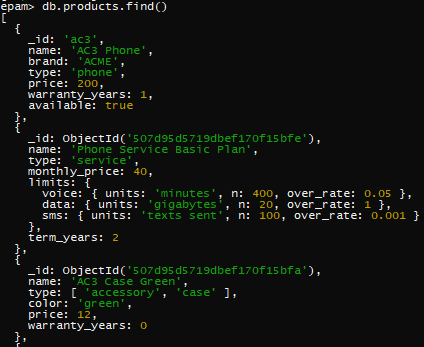 epam> db.products.find()
[
  {
    _id: 'ac3',
    name: 'AC3 Phone',
    brand: 'ACME',
    type: 'phone',
    price: 200,
    warranty_years: 1,
    available: true
  },
  {
    _id: ObjectId('507d95d5719dbef170f15bfe'),
    name: 'Phone Service Basic Plan',
    type: 'service',
    monthly_price: 40,
    limits: {
      voice: { units: 'minutes', n: 400, over_rate: 0.05 },
      data: { units: 'gigabytes', n: 20, over_rate: 1 },
      sms: { units: 'texts sent', n: 100, over_rate: 0.001 }
    },
    term_years: 2
  },
  {
    _id: ObjectId('507d95d5719dbef170f15bfa'),
    name: 'AC3 Case Green',
    type: [ 'accessory', 'case' ],
    color: 'green',
    price: 12,
    warranty_years: 0
  },